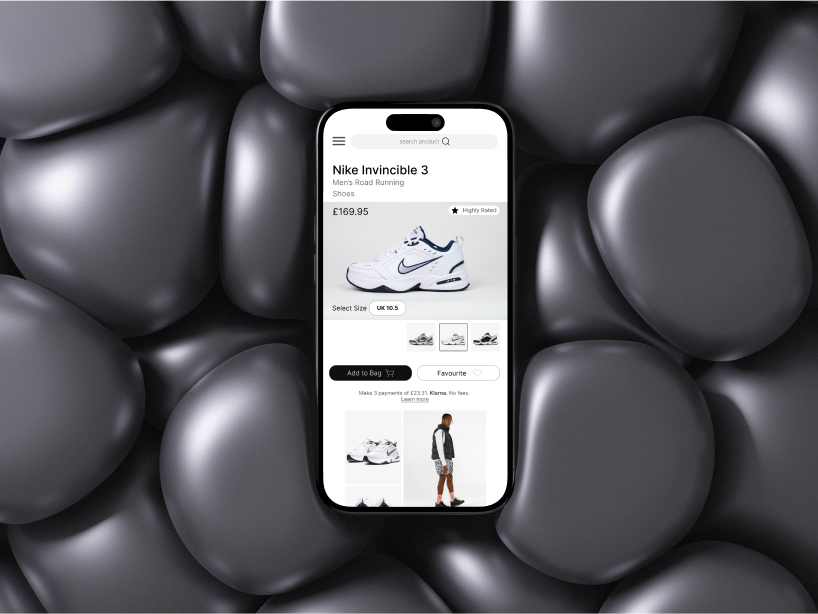 search product
Nike Invincible 3
Men's Road Running
Shoes
£169.95
Highly Rated
Select Size
UK 10.5
Add to Bag
Favourite
Make 3 payments of £23.31, Klarna, No fees.
Learn more